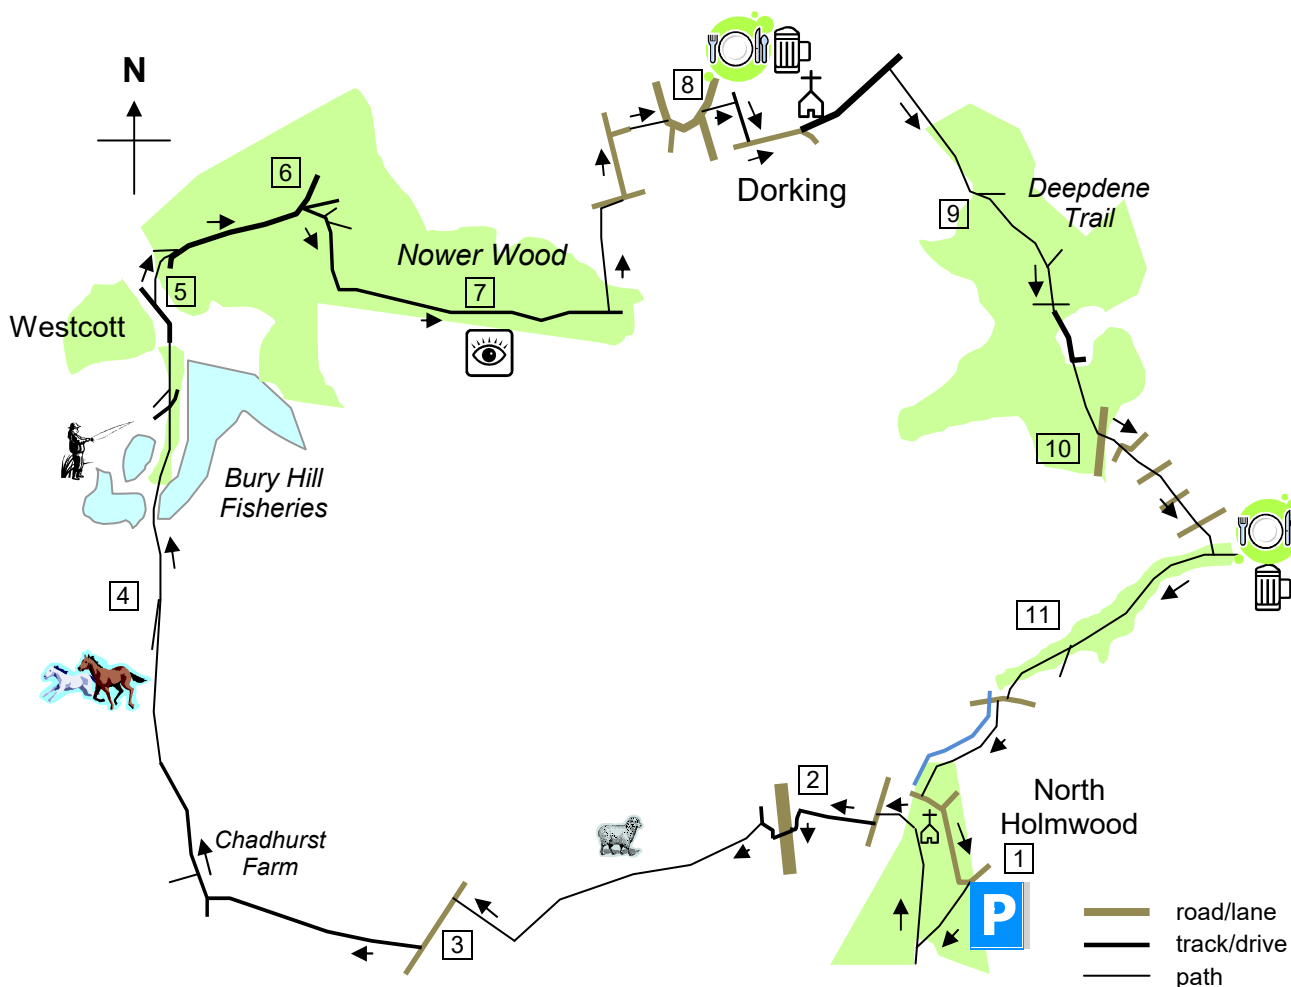 N
8
6
Dorking
Deepdene
Trail
9
Nower Wood
5
7
Westcott
10
Bury Hill
Fisheries
4
11
2
North
Holmwood
1
Chadhurst
Farm
3
P
road/lane
track/drive
path